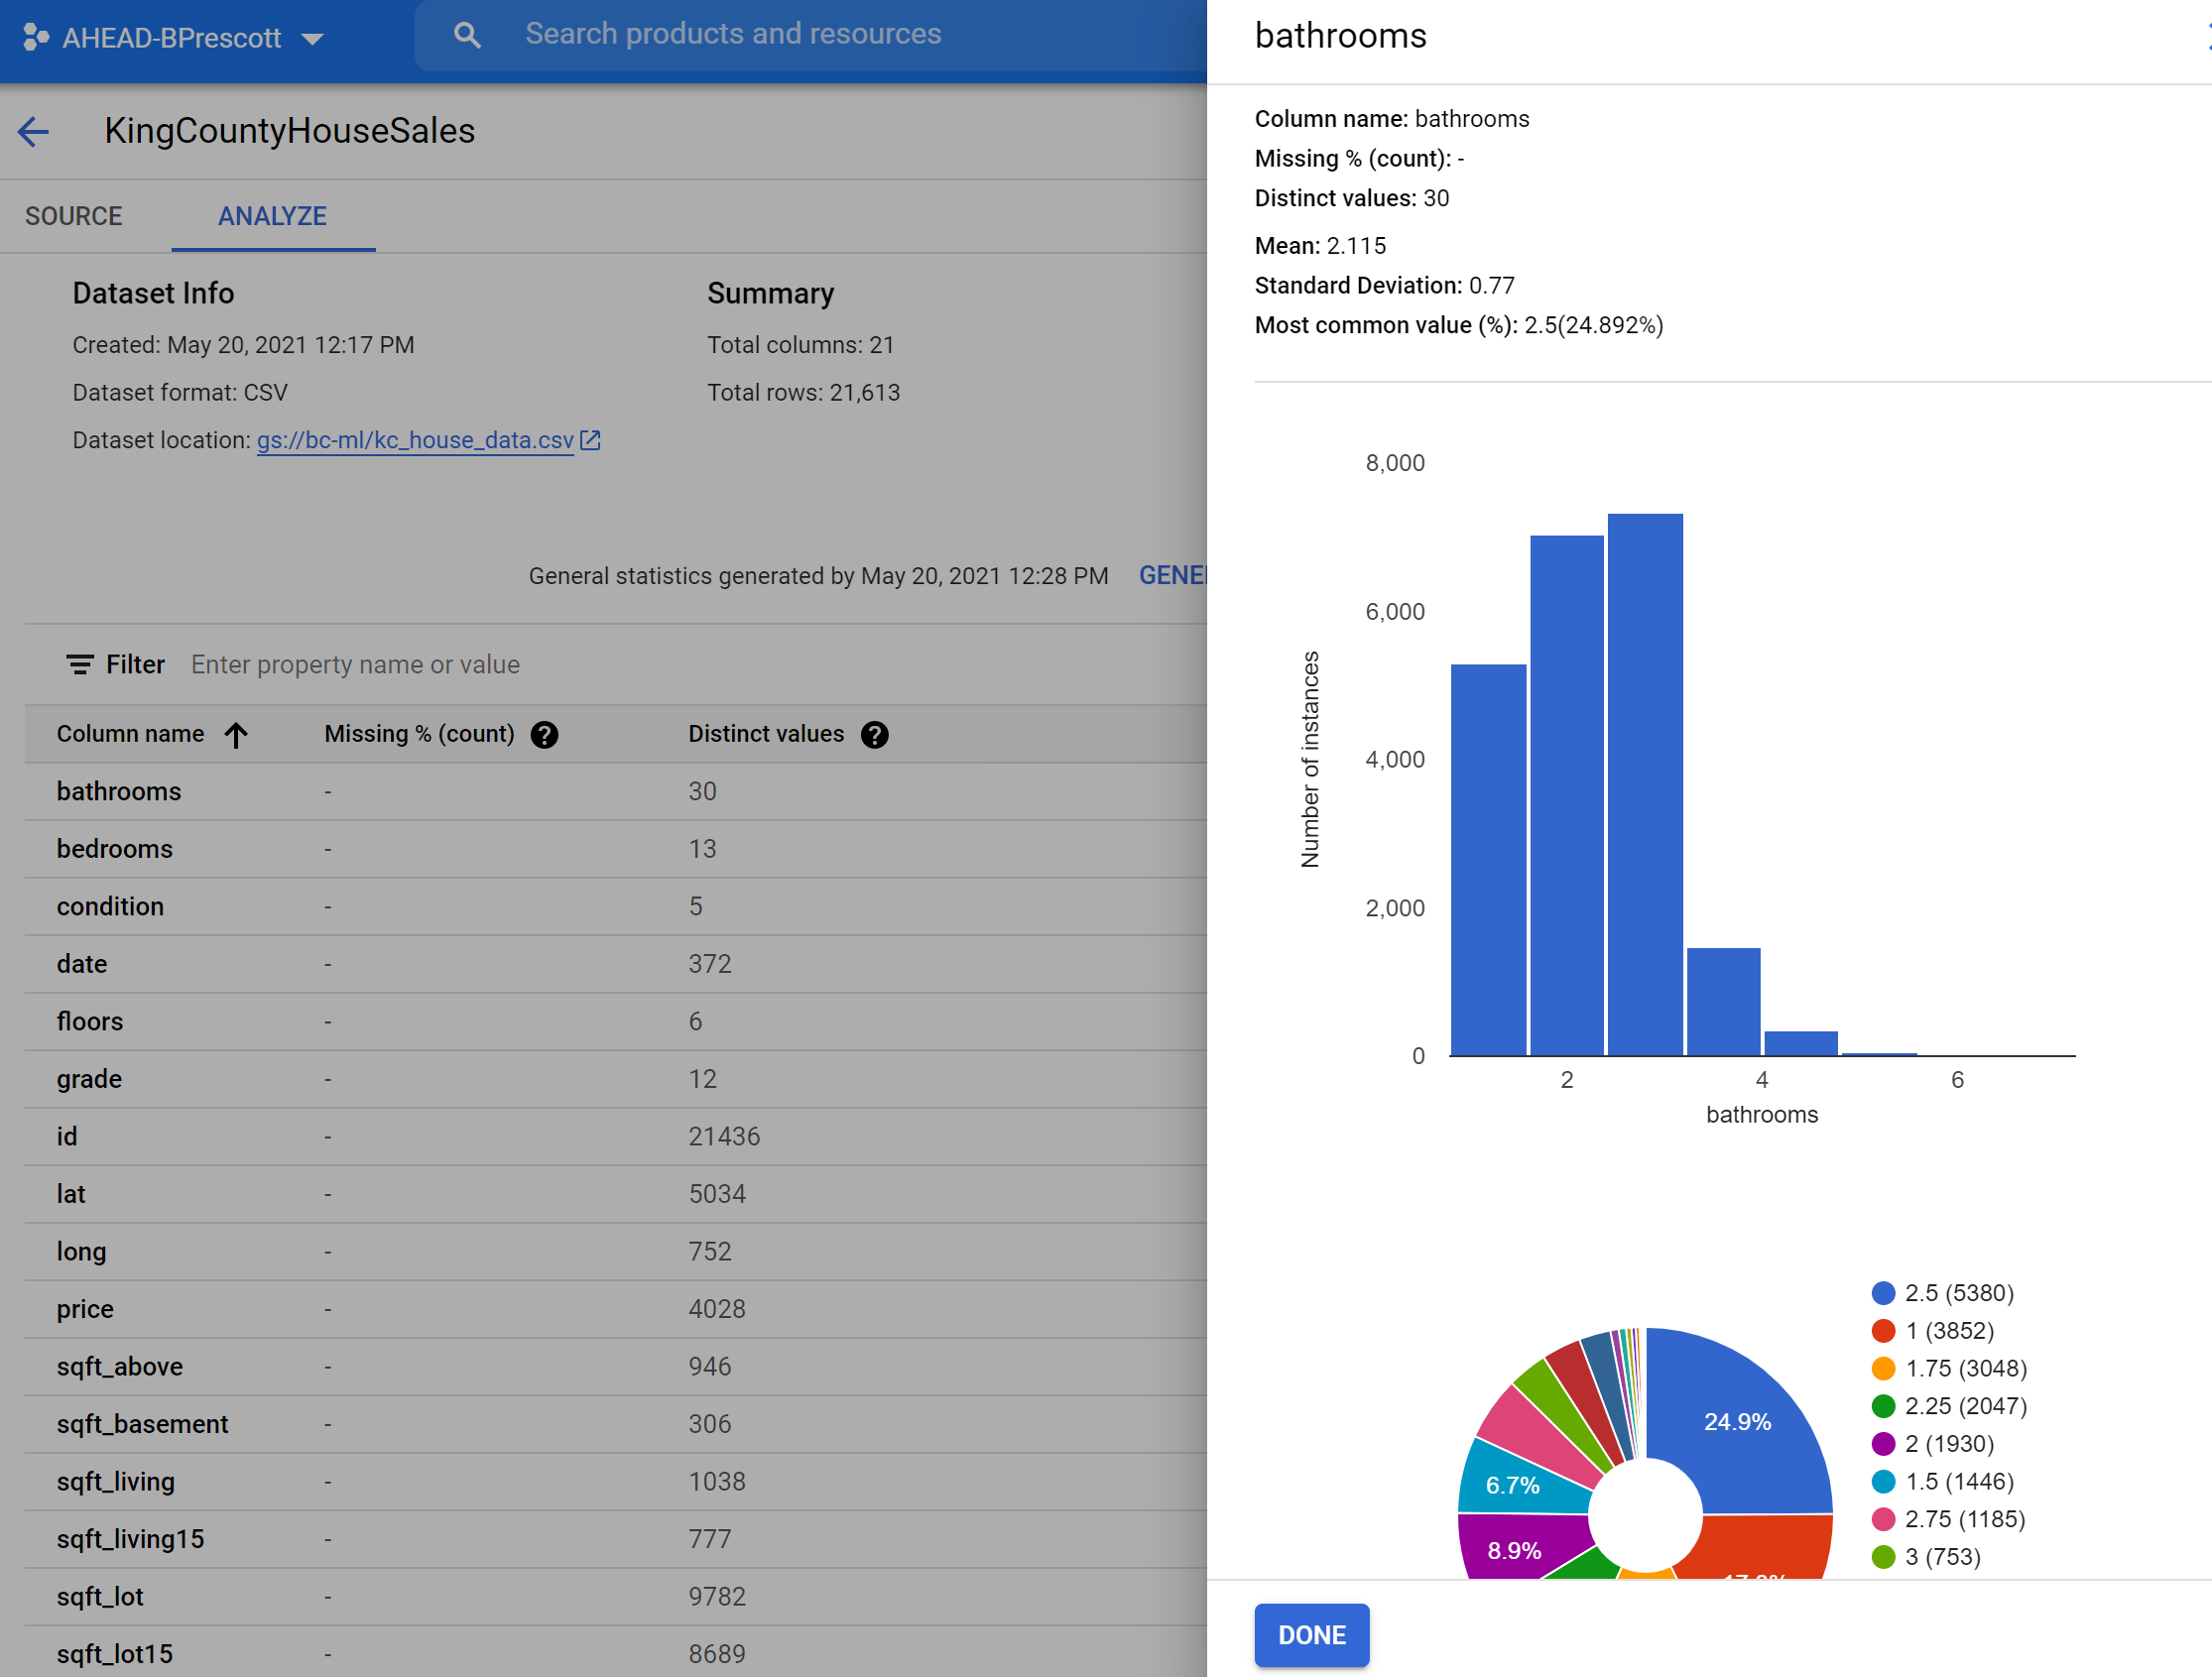 AHEAD-BPrescott
Search products and resources
KingCountyHouseSales
SOURCE ANALYZE
Dataset Info
Created: May 20, 2021 12:17 PM
Dataset format: CSV
Dataset location: gs://bc-ml/kc_house_data.csv
Summary
Total columns: 21
Total rows: 21,613
General statistics generated by May 20, 2021 12:28 PM GENE
Filter Enter property name or value
Column name Missing % (count) Distinct values
bathrooms - 30
bedrooms - 13
condition - 5
date - 372
floors - 6
grade - 12
id - 21436
lat - 5034
long - 752
price - 4028
sqft_above - 946
sqft_basement - 306
sqft_living - 1038
sqft_living15 - 777
sqft_lot - 9782
sqft_lot15 - 8689
bathrooms
Column name: bathrooms
Missing % (count): -
Distinct values: 30
Mean: 2.115
Standard Deviation: 0.77
Most common value (%): 2.5(24.892%)
8,000
6,000
4,000
2,000
0
Number of instances
2 4 6
bathrooms
24.9%
6.7%
8.9%
2.5 (5380)
1 (3852)
1.75 (3048)
2.25 (2047)
2 (1930)
1.5 (1446)
2.75 (1185)
3 (753)
DONE